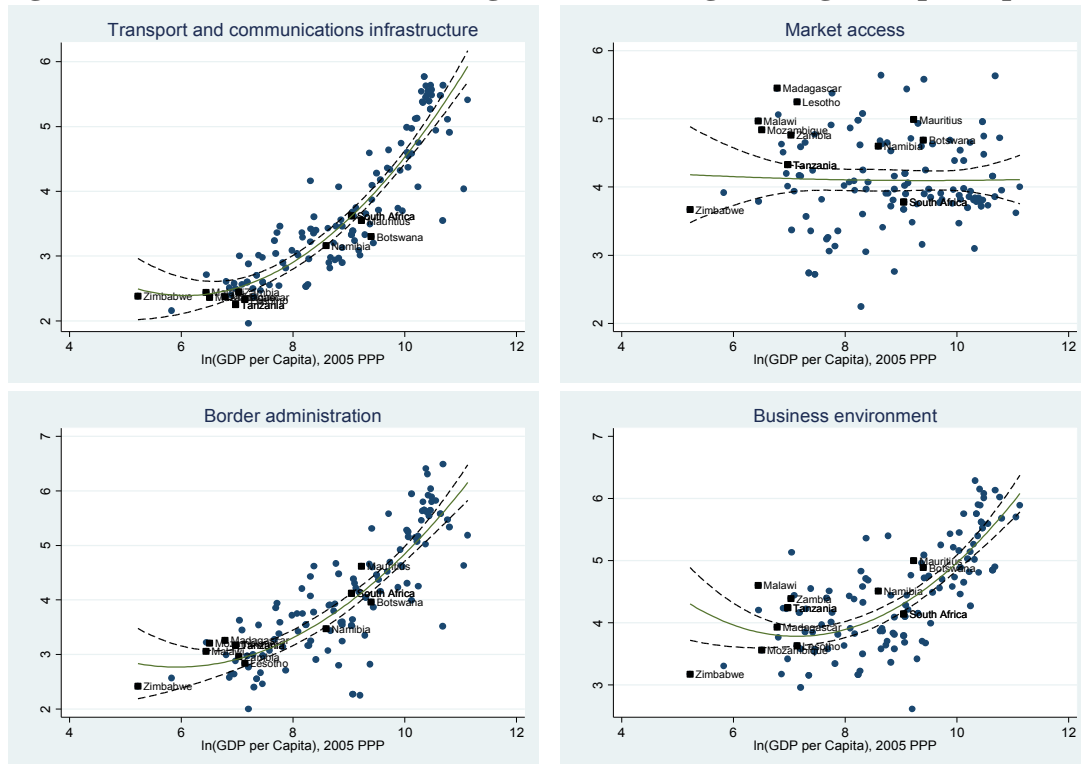 Transport and communications infrastructure
6
5
4
3
2
South Africa
Mauritius
Botswana
Namibia
Zimbabwe
Zambia
Tanzania
4 6 8 10 12
ln(GDP per Capita), 2005 PPP
Market access
6
5
4
3
2
Madagascar
Lesotho
Malawi
Mozambique
Zambia
Mauritius
Botswana
Namibia
Tanzania
South Africa
Zimbabwe
4 6 8 10 12
ln(GDP per Capita), 2005 PPP
Border administration
7
6
5
4
3
2
Mauritius
South Africa
Botswana
Namibia
Madagascar
Tanzania
Malawi
Zambia
Lesotho
Zimbabwe
4 6 8 10 12
ln(GDP per Capita), 2005 PPP
Business environment
7
6
5
4
3
Mauritius
Botswana
Malawi
Namibia
Zambia
Tanzania
South Africa
Madagascar
Lesotho
Mozambique
Zimbabwe
4 6 8 10 12
ln(GDP per Capita), 2005 PPP